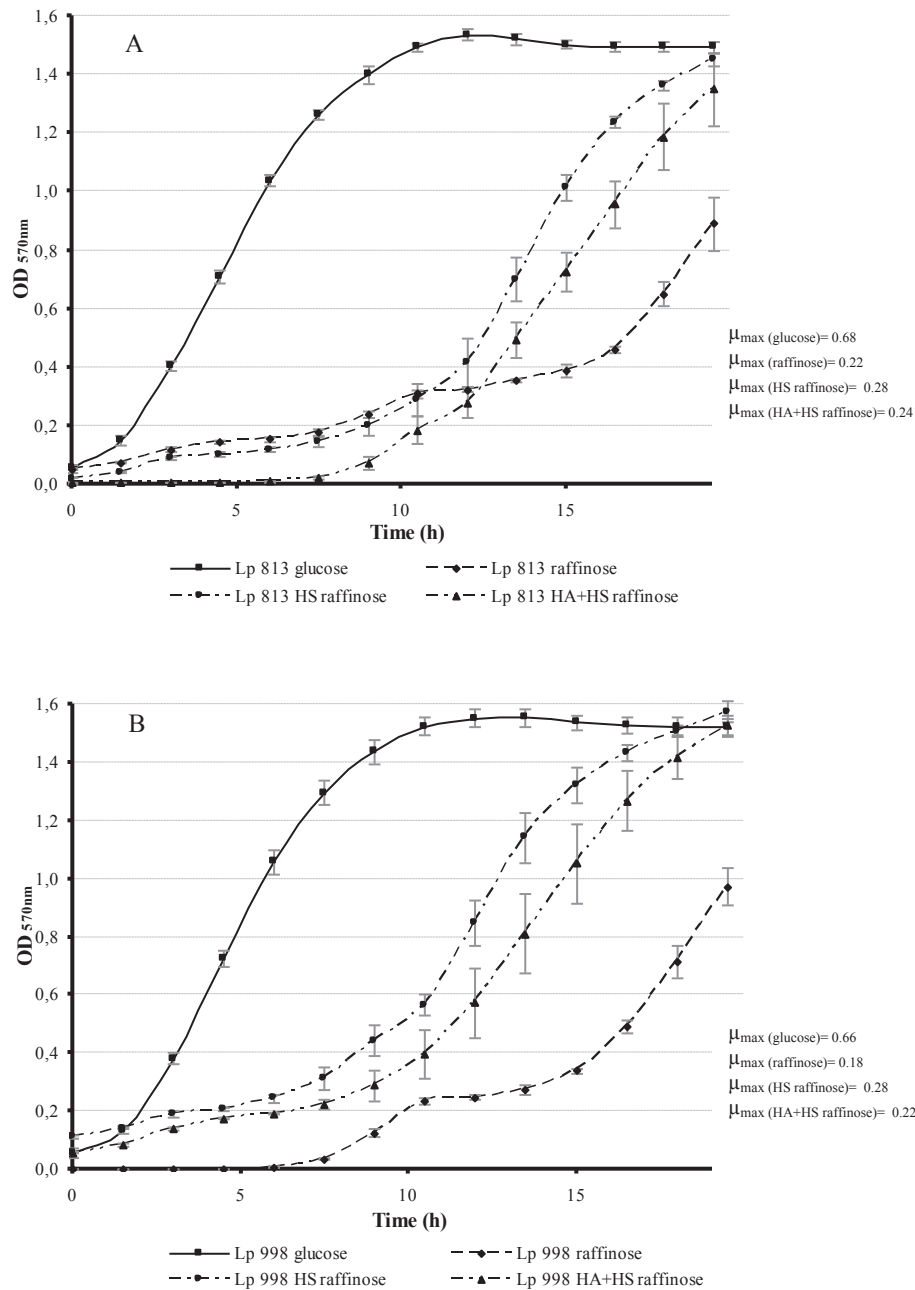 A
1,6
1,4
1,2
1,0
0,8
0,6
0,4
0,2
0,0
OD 570nm
0
5
10
15
Time (h)
μmax (glucose)= 0.68
μmax (raffinose)= 0.22
μmax (HS raffinose)= 0.28
μmax (HA+HS raffinose)= 0.24
Lp 813 glucose
Lp 813 raffinose
Lp 813 HS raffinose
Lp 813 HA+HS raffinose
B
1,6
1,4
1,2
1,0
0,8
0,6
0,4
0,2
0,0
OD 570nm
0
5
10
15
Time (h)
μmax (glucose)= 0.66
μmax (raffinose)= 0.18
μmax (HS raffinose)= 0.28
μmax (HA+HS raffinose)= 0.22
Lp 998 glucose
Lp 998 raffinose
Lp 998 HS raffinose
Lp 998 HA+HS raffinose